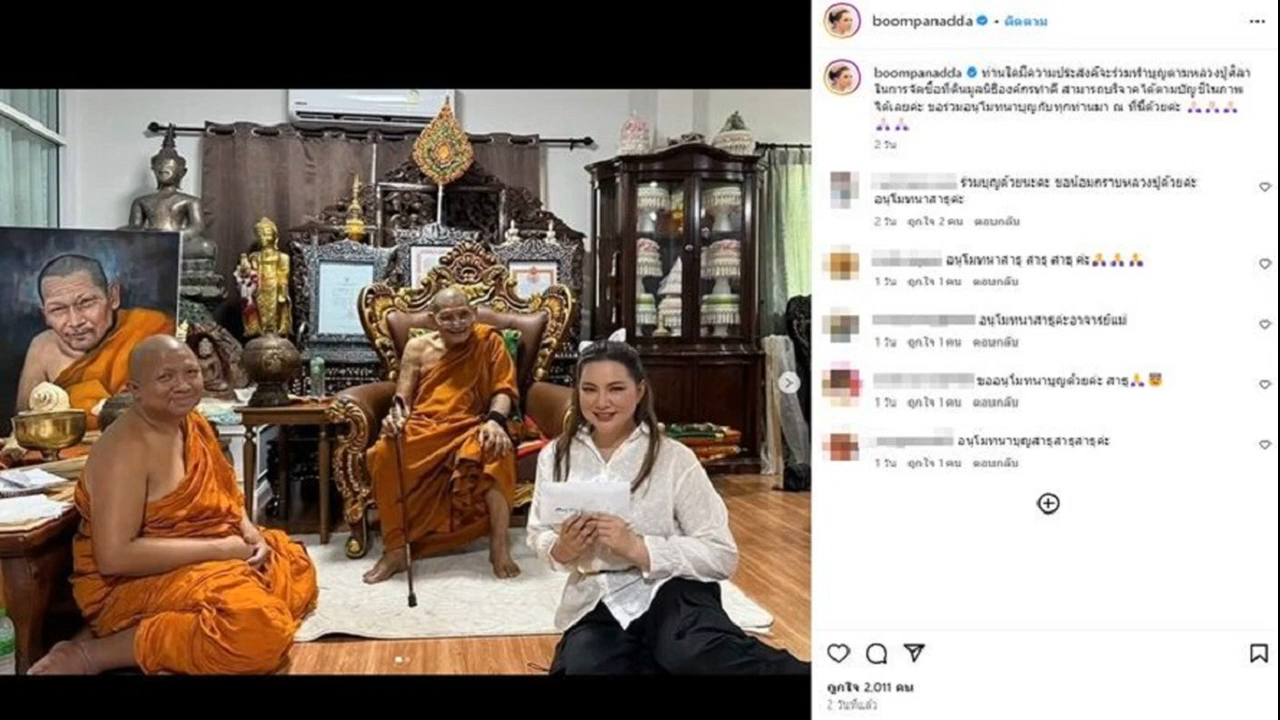 boompanadda • ติดตาม
boompanadda ท่านใดมีความประสงค์จะร่วมทำบุญตามหลวงปู่ศิลา
ในการจัดซื้อที่ดินมูลนิธิองค์กรทำดี สามารถบริจาคได้ตามบัญชีในภาพ
ได้เลยค่ะ ขอร่วมอนุโมทนาบุญกับทุกท่านมา ณ ที่นี้ด้วยค่ะ 🙏🏻🙏🏻🙏🏻
🙏🏻🙏🏻
2 วัน
ร่วมบุญด้วยนะคะ ขอน้อมกราบหลวงปู่ด้วยค่ะ
อนุโมทนาสาธุค่ะ
2 วัน ถูกใจ 2 คน ตอบกลับ
อนุโมทนาสาธุ สาธุ สาธุ ค่ะ🙏🙏🙏
1 วัน ถูกใจ 1 คน ตอบกลับ
อนุโมทนาสาธุค่ะอาจารย์แม่
1 วัน ถูกใจ 1 คน ตอบกลับ
ขออนุโมทนาบุญด้วยค่ะ สาธุ🙏😇
1 วัน ถูกใจ 1 คน ตอบกลับ
อนุโมทนาบุญสาธุสาธุสาธุค่ะ
1 วัน ถูกใจ 1 คน ตอบกลับ
ถูกใจ 2,011 คน
2 วันที่แล้ว